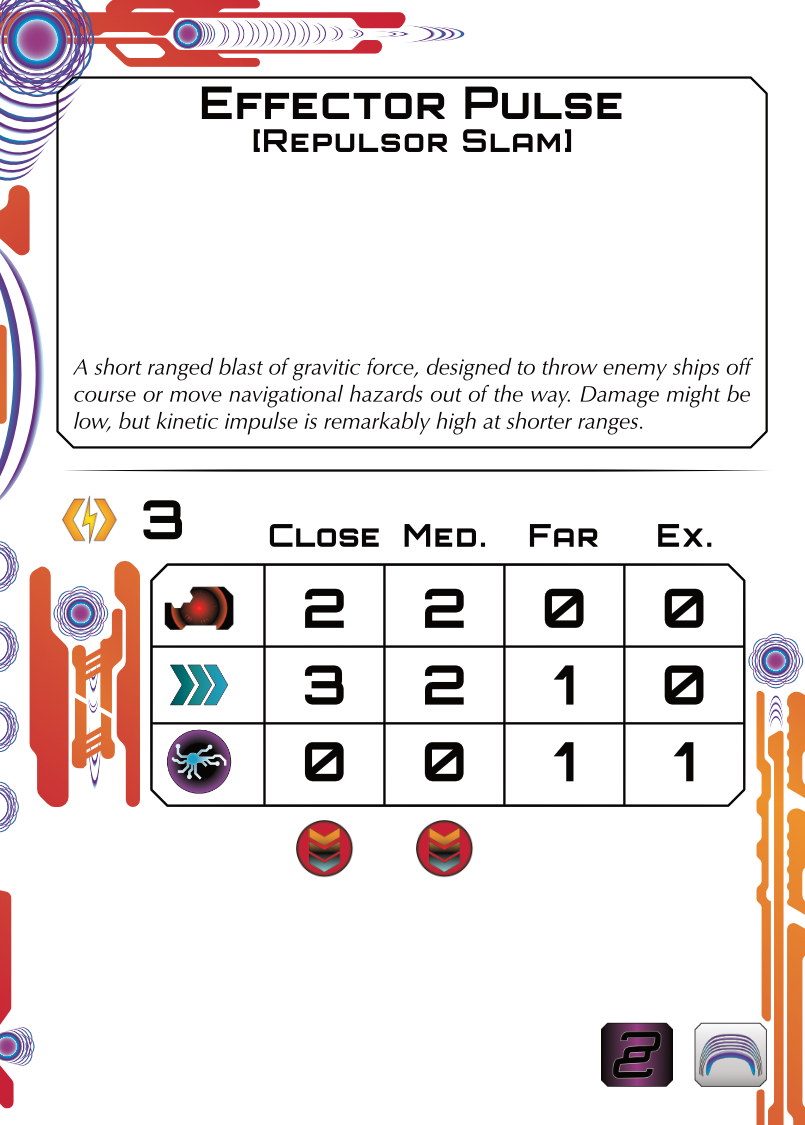 Effector Pulse
[Repulsor Slam]
A short ranged blast of gravitic force, designed to throw enemy ships off
course or move navigational hazards out of the way. Damage might be
low, but kinetic impulse is remarkably high at shorter ranges.
3
Close Med. Far Ex.
2 2 0 0
3 2 1 0
0 0 1 1
2